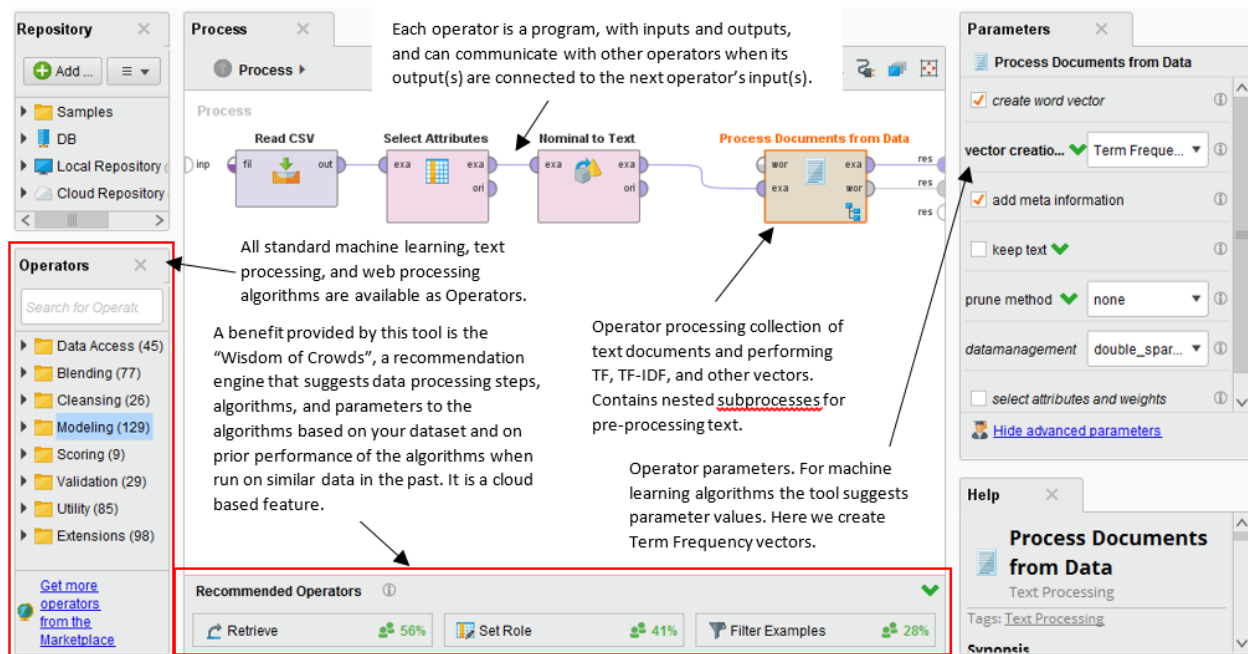 Repository
Add ...
Samples
DB
Local Repository
Cloud Repository
Operators
Search for Operatc
Data Access (45)
Blending (77)
Cleansing (26)
Modeling (129)
Scoring (9)
Validation (29)
Utility (85)
Extensions (98)
Get more
operators
from the
Marketplace
Process
Process
Each operator is a program, with inputs and outputs,
and can communicate with other operators when its
output(s) are connected to the next operator's input(s).
Process
Read CSV
Select Attributes
Nominal to Text
Process Documents from Data
inp
fil
out
exa
exa
ori
exa
exa
ori
wor
exa
exa
wor
res
res
res
All standard machine learning, text
processing, and web processing
algorithms are available as Operators.
A benefit provided by this tool is the
“Wisdom of Crowds”, a recommendation
engine that suggests data processing steps,
algorithms, and parameters to the
algorithms based on your dataset and on
prior performance of the algorithms when
run on similar data in the past. It is a cloud
based feature.
Operator processing collection of
text documents and performing
TF, TF-IDF, and other vectors.
Contains nested subprocesses for
pre-processing text.
Operator parameters. For machine
learning algorithms the tool suggests
parameter values. Here we create
Term Frequency vectors.
Recommended Operators
Retrieve 56%
Set Role 41%
Filter Examples 28%
Parameters
Process Documents from Data
create word vector
vector creatio... Term Freque...
add meta information
keep text
prune method none
datamanagement double_spar...
select attributes and weights
Hide advanced parameters
Help
Process Documents
from Data
Text Processing
Tags: Text Processing
Synopsis